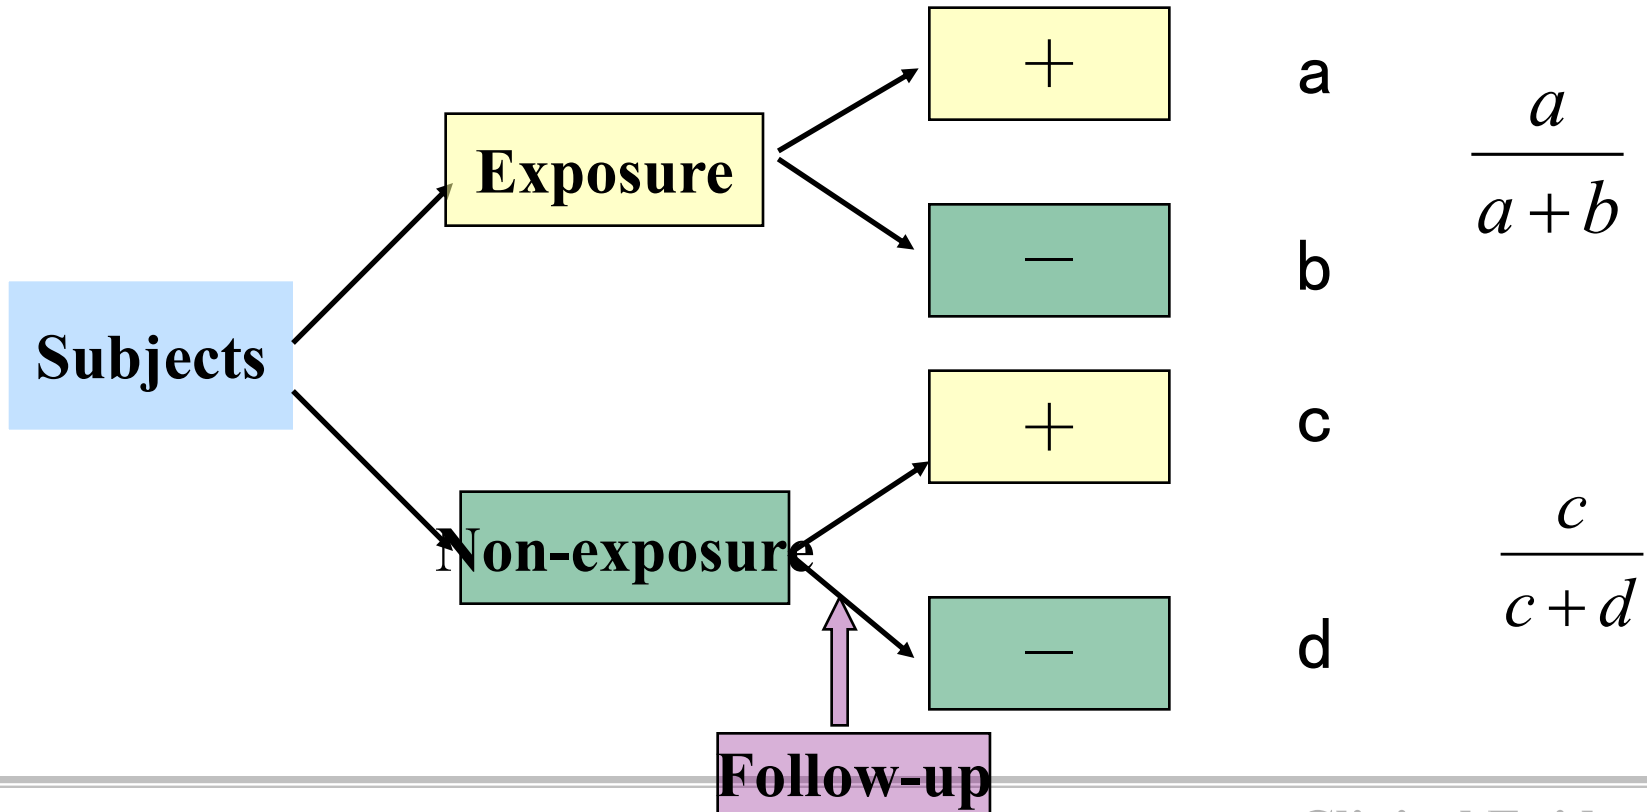 +
a
a
a + b
Exposure
−
b
Subjects
+
c
c
c + d
Non-exposure
−
d
Follow-up